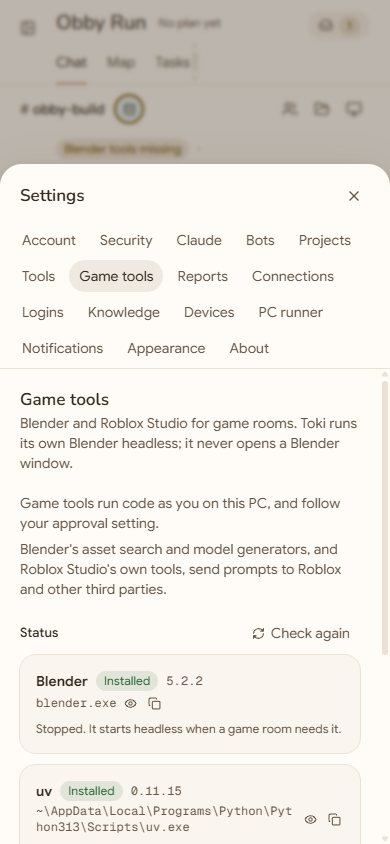 Obby Run No plan yet
Chat Map Tasks
# obby-build
Blender tools missing
Settings
Account Security Claude Bots Projects
Tools Game tools Reports Connections
Logins Knowledge Devices PC runner
Notifications Appearance About
Game tools
Blender and Roblox Studio for game rooms. Toki runs
its own Blender headless; it never opens a Blender
window.
Game tools run code as you on this PC, and follow
your approval setting.
Blender's asset search and model generators, and
Roblox Studio's own tools, send prompts to Roblox
and other third parties.
Status Check again
Blender Installed 5.2.2
blender.exe
Stopped. It starts headless when a game room needs it.
uv Installed 0.11.15
~\AppData\Local\Programs\Python\Pyt
hon313\Scripts\uv.exe